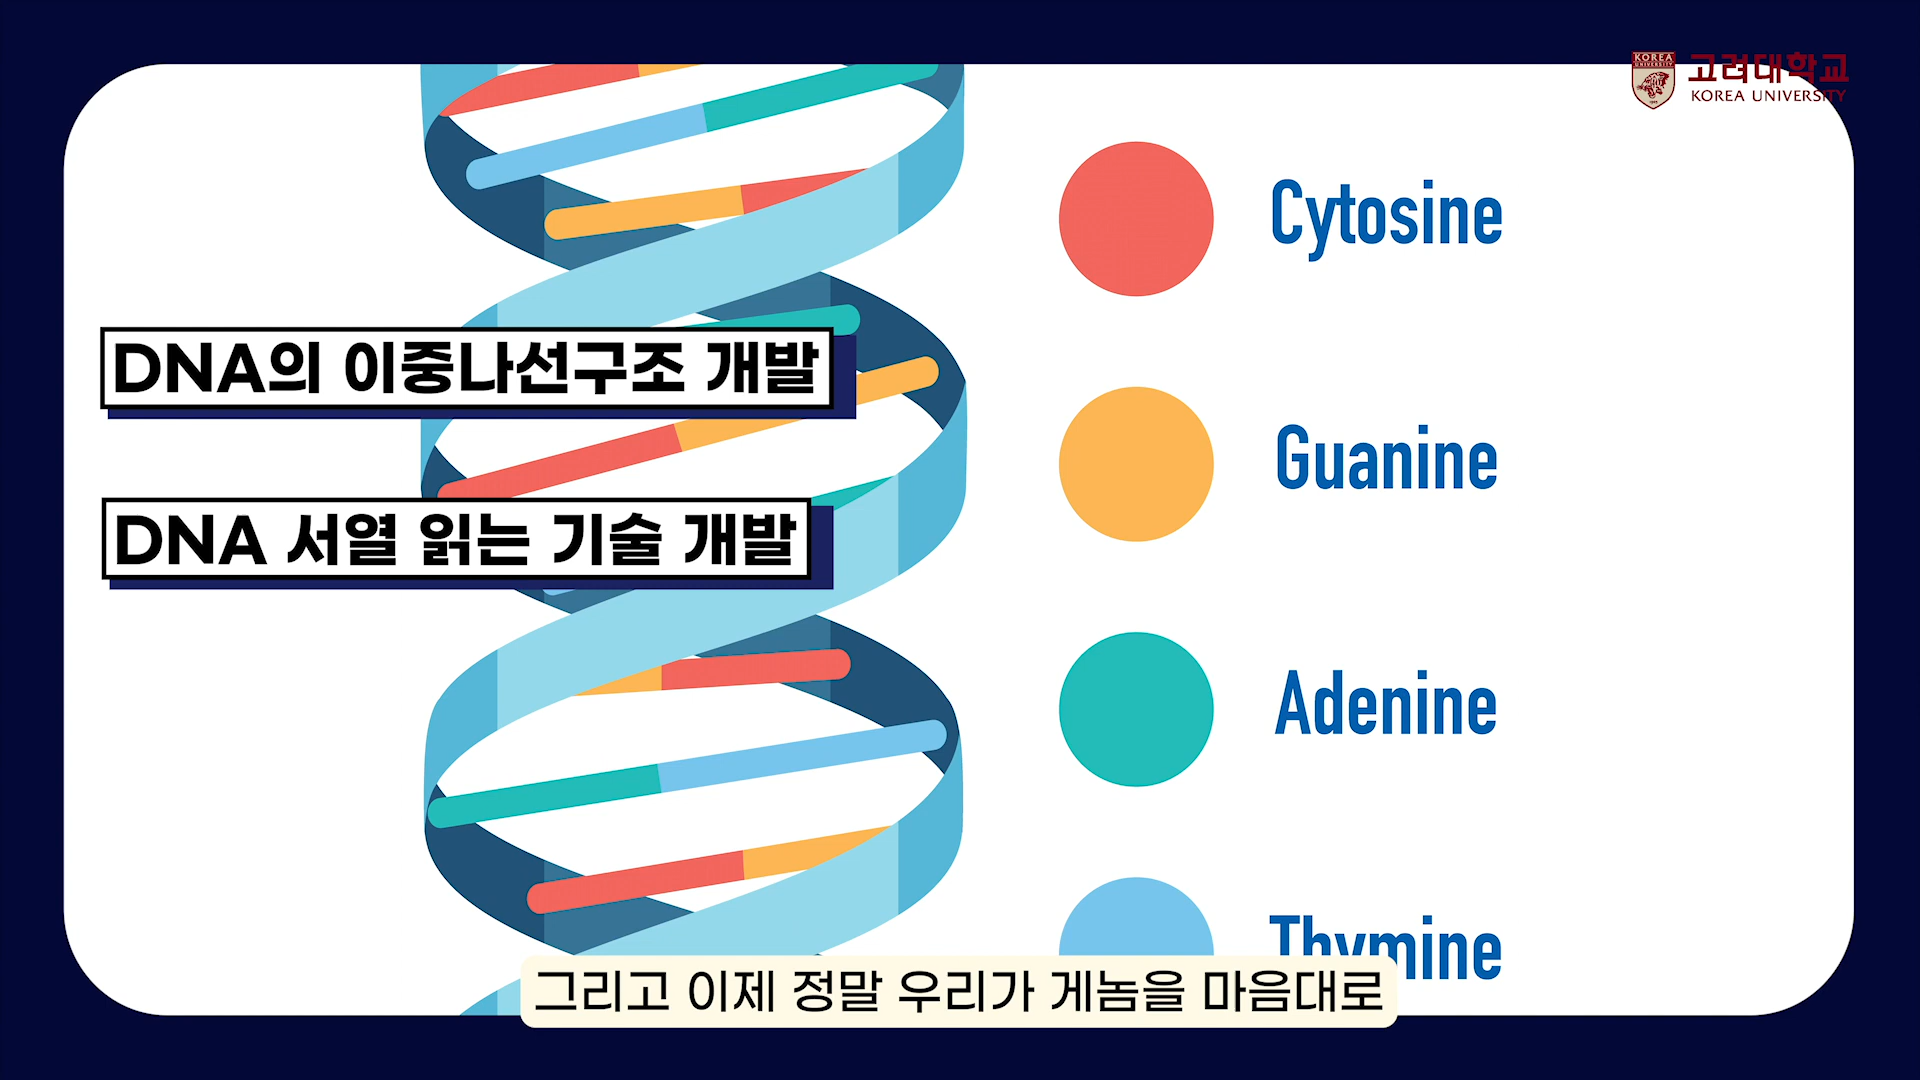 KOREA
UNIVERSITY
고려대학교
KOREA UNIVERSITY
Cytosine
DNA의 이중나선구조 개발
Guanine
DNA 서열 읽는 기술 개발
Adenine
Thymine
그리고 이제 정말 우리가 게놈을 마음대로